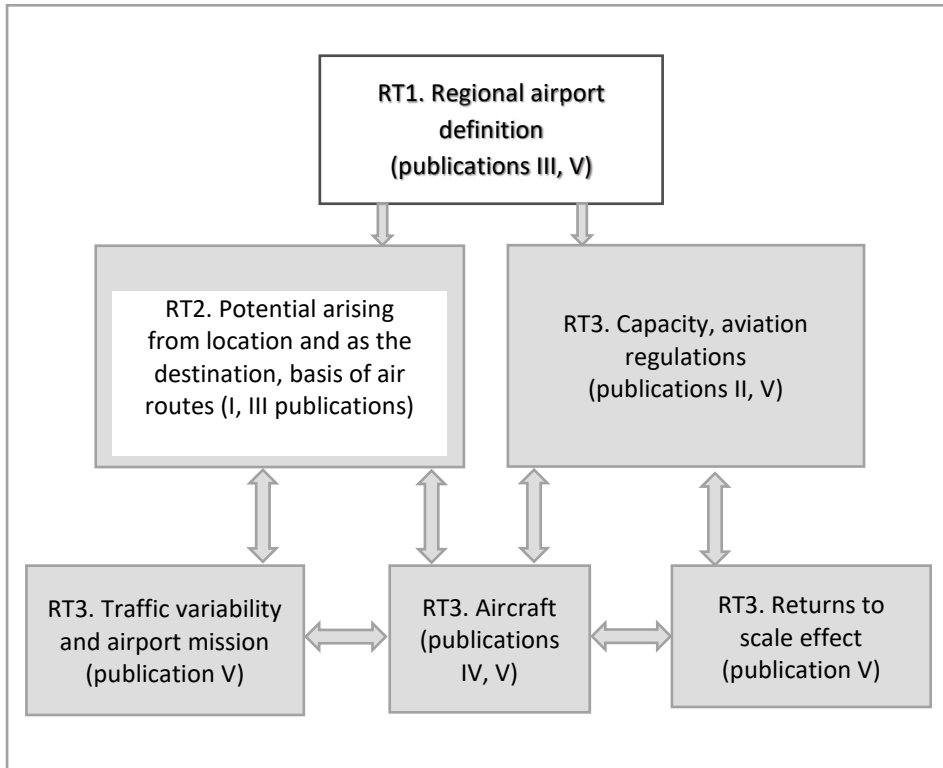 RT1. Regional airport
definition
(publications III, V)
RT2. Potential arising
from location and as the
destination, basis of air
routes (I, III publications)
RT3. Capacity, aviation
regulations
(publications II, V)
RT3. Traffic variability
and airport mission
(publication V)
RT3. Aircraft
(publications
IV, V)
RT3. Returns to
scale effect
(publication V)